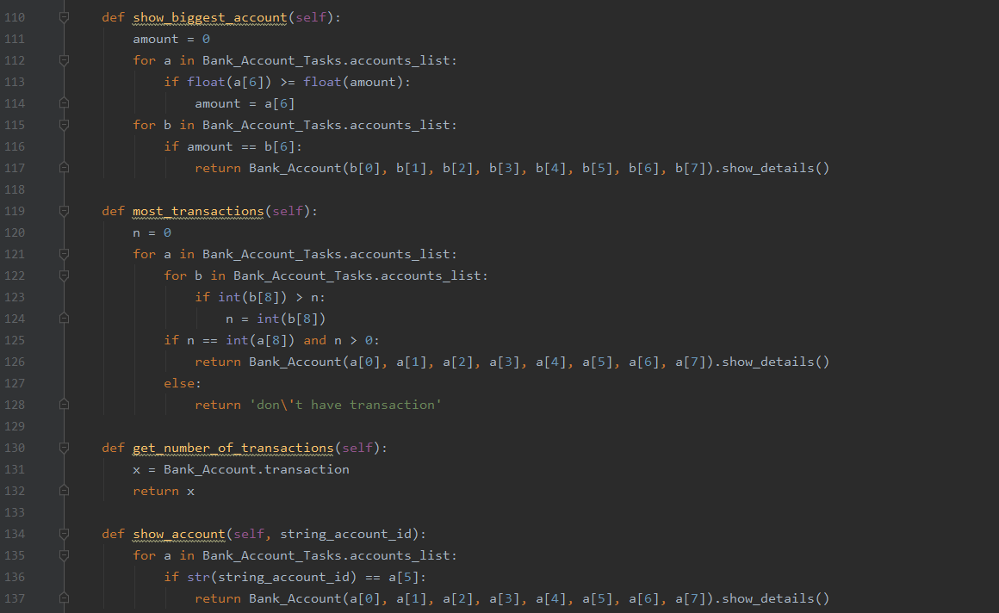 110 def show_biggest_account(self):
111 amount = 0
112 for a in Bank_Account_Tasks.accounts_list:
113 if float(a[6]) >= float(amount):
114 amount = a[6]
115 for b in Bank_Account_Tasks.accounts_list:
116 if amount == b[6]:
117 return Bank_Account(b[0], b[1], b[2], b[3], b[4], b[5], b[6], b[7]).show_details()
118
119 def most_transactions(self):
120 n = 0
121 for a in Bank_Account_Tasks.accounts_list:
122 for b in Bank_Account_Tasks.accounts_list:
123 if int(b[8]) > n:
124 n = int(b[8])
125 if n == int(a[8]) and n > 0:
126 return Bank_Account(a[0], a[1], a[2], a[3], a[4], a[5], a[6], a[7]).show_details()
127 else:
128 return 'don\'t have transaction'
129
130 def get_number_of_transactions(self):
131 x = Bank_Account.transaction
132 return x
133
134 def show_account(self, string_account_id):
135 for a in Bank_Account_Tasks.accounts_list:
136 if str(string_account_id) == a[5]:
137 return Bank_Account(a[0], a[1], a[2], a[3], a[4], a[5], a[6], a[7]).show_details()